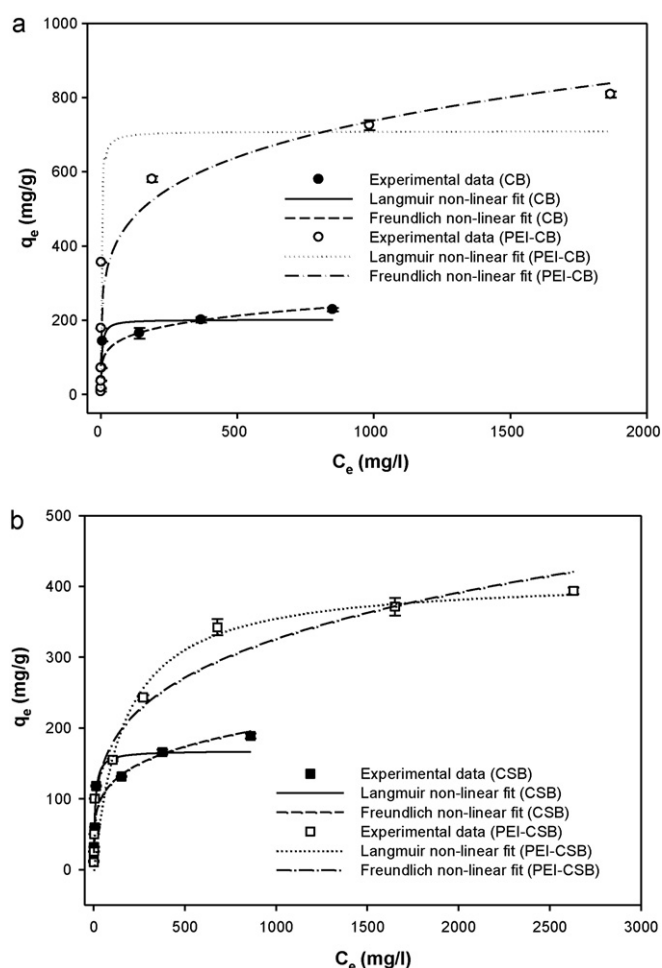 a
1000
800
600
400
200
0
qe (mg/g)
Experimental data (CB)
Langmuir non-linear fit (CB)
Freundlich non-linear fit (CB)
Experimental data (PEI-CB)
Langmuir non-linear fit (PEI-CB)
Freundlich non-linear fit (PEI-CB)
0 500 1000 1500 2000
Ce (mg/l)
b
500
400
300
200
100
0
qe (mg/g)
Experimental data (CSB)
Langmuir non-linear fit (CSB)
Freundlich non-linear fit (CSB)
Experimental data (PEI-CSB)
Langmuir non-linear fit (PEI-CSB)
Freundlich non-linear fit (PEI-CSB)
0 500 1000 1500 2000 2500 3000
Ce (mg/l)